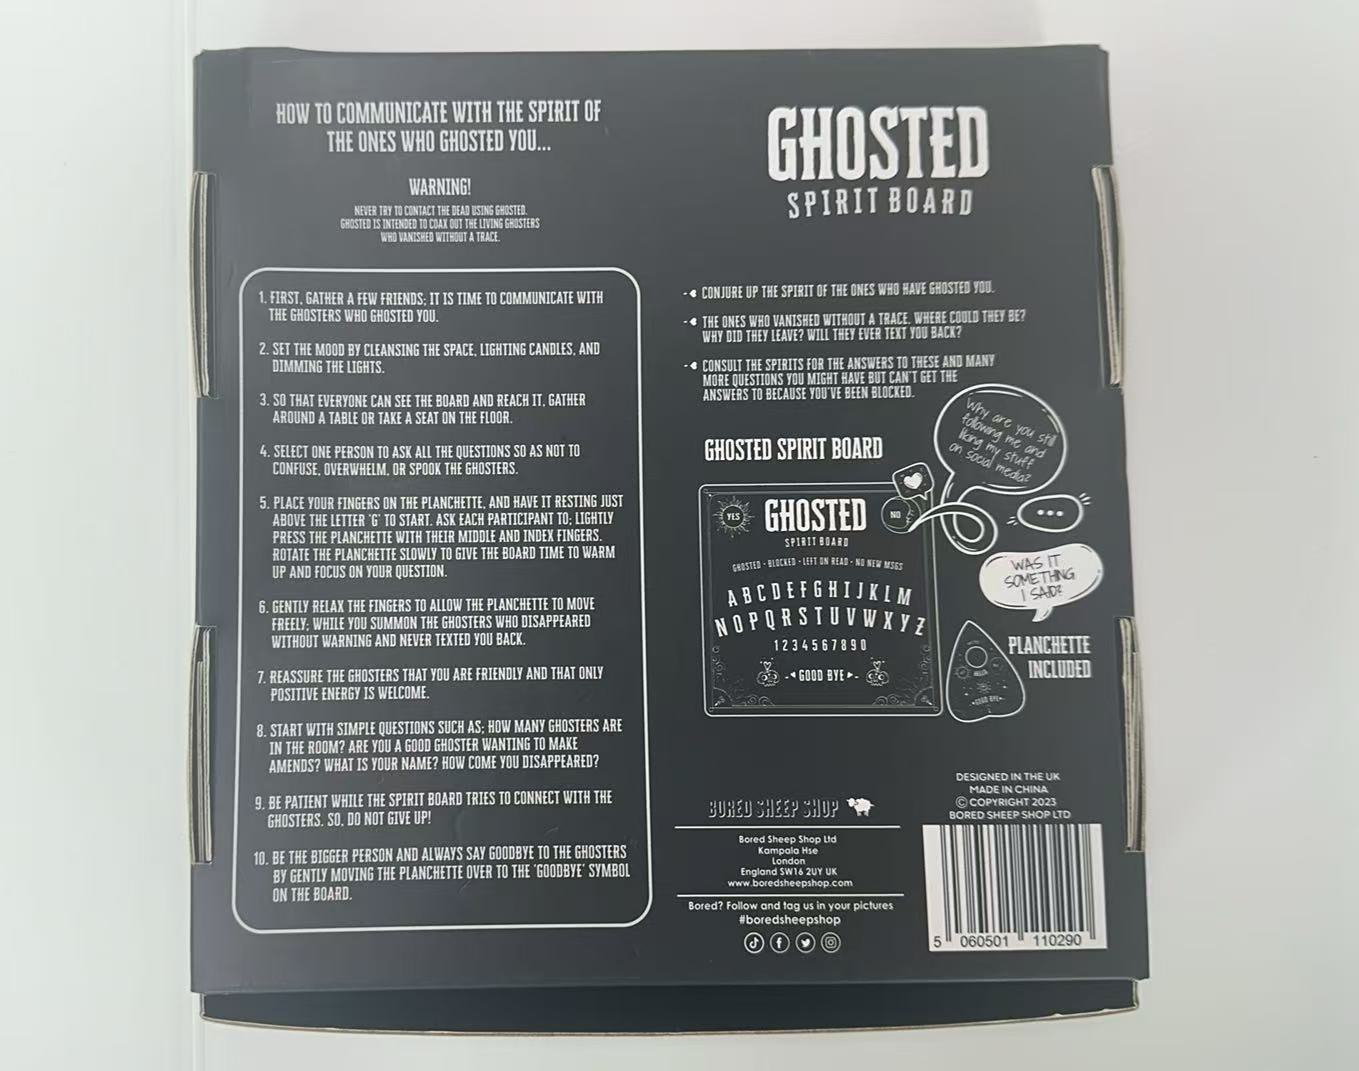 HOW TO COMMUNICATE WITH THE SPIRIT OF
THE ONES WHO GHOSTED YOU...
WARNING!
NEVER TRY TO CONTACT THE DEAD USING GHOSTED.
GHOSTED IS INTENDED TO COAX OUT THE LIVING GHOSTERS
WHO VANISHED WITHOUT A TRACE.
1. FIRST, GATHER A FEW FRIENDS; IT IS TIME TO COMMUNICATE WITH
THE GHOSTERS WHO GHOSTED YOU.
2. SET THE MOOD BY CLEANSING THE SPACE, LIGHTING CANDLES, AND
DIMMING THE LIGHTS.
3. SO THAT EVERYONE CAN SEE THE BOARD AND REACH IT, GATHER
AROUND A TABLE OR TAKE A SEAT ON THE FLOOR.
4. SELECT ONE PERSON TO ASK ALL THE QUESTIONS SO AS NOT TO
CONFUSE, OVERWHELM, OR SPOOK THE GHOSTERS.
5. PLACE YOUR FINGERS ON THE PLANCHETTE, AND HAVE IT RESTING JUST
ABOVE THE LETTER 'G' TO START. ASK EACH PARTICIPANT TO; LIGHTLY
PRESS THE PLANCHETTE WITH THEIR MIDDLE AND INDEX FINGERS.
ROTATE THE PLANCHETTE SLOWLY TO GIVE THE BOARD TIME TO WARM
UP AND FOCUS ON YOUR QUESTION.
6. GENTLY RELAX THE FINGERS TO ALLOW THE PLANCHETTE TO MOVE
FREELY; WHILE YOU SUMMON THE GHOSTERS WHO DISAPPEARED
WITHOUT WARNING AND NEVER TEXTED YOU BACK.
7. REASSURE THE GHOSTERS THAT YOU ARE FRIENDLY AND THAT ONLY
POSITIVE ENERGY IS WELCOME.
8. START WITH SIMPLE QUESTIONS SUCH AS; HOW MANY GHOSTERS ARE
IN THE ROOM? ARE YOU A GOOD GHOSTER WANTING TO MAKE
AMENDS? WHAT IS YOUR NAME? HOW COME YOU DISAPPEARED?
9. BE PATIENT WHILE THE SPIRIT BOARD TRIES TO CONNECT WITH THE
GHOSTERS. SO, DO NOT GIVE UP!
10. BE THE BIGGER PERSON AND ALWAYS SAY GOODBYE TO THE GHOSTERS
BY GENTLY MOVING THE PLANCHETTE OVER TO THE 'GOODBYE' SYMBOL
ON THE BOARD.
GHOSTED
SPIRIT BOARD
CONJURE UP THE SPIRIT OF THE ONES WHO HAVE GHOSTED YOU.
THE ONES WHO VANISHED WITHOUT A TRACE. WHERE COULD THEY BE?
WHY DID THEY LEAVE? WILL THEY EVER TEXT YOU BACK?
CONSULT THE SPIRITS FOR THE ANSWERS TO THESE AND MANY
MORE QUESTIONS YOU MIGHT HAVE BUT CAN'T GET THE
ANSWERS TO BECAUSE YOU'VE BEEN BLOCKED.
Why are you still
following me and
liking my stuff
on social media?
GHOSTED SPIRIT BOARD
YES
GHOSTED
NO
SPIRIT BOARD
GHOSTED - BLOCKED - LEFT ON READ - NO NEW MSGS
ABCDEFGHIJKLM
NOPQRSTUVWXYZ
1234567890
GOOD BYE
WAS IT
SOMETHING
I SAID?
PLANCHETTE
INCLUDED
HELLO
GOOD BYE
BORED SHEEP SHOP
Bored Sheep Shop Ltd
Kampala Hse
London
England SW16 2UY UK
www.boredsheepshop.com
Bored? Follow and tag us in your pictures
#boredsheepshop
DESIGNED IN THE UK
MADE IN CHINA
© COPYRIGHT 2023
BORED SHEEP SHOP LTD
5 060501 110290